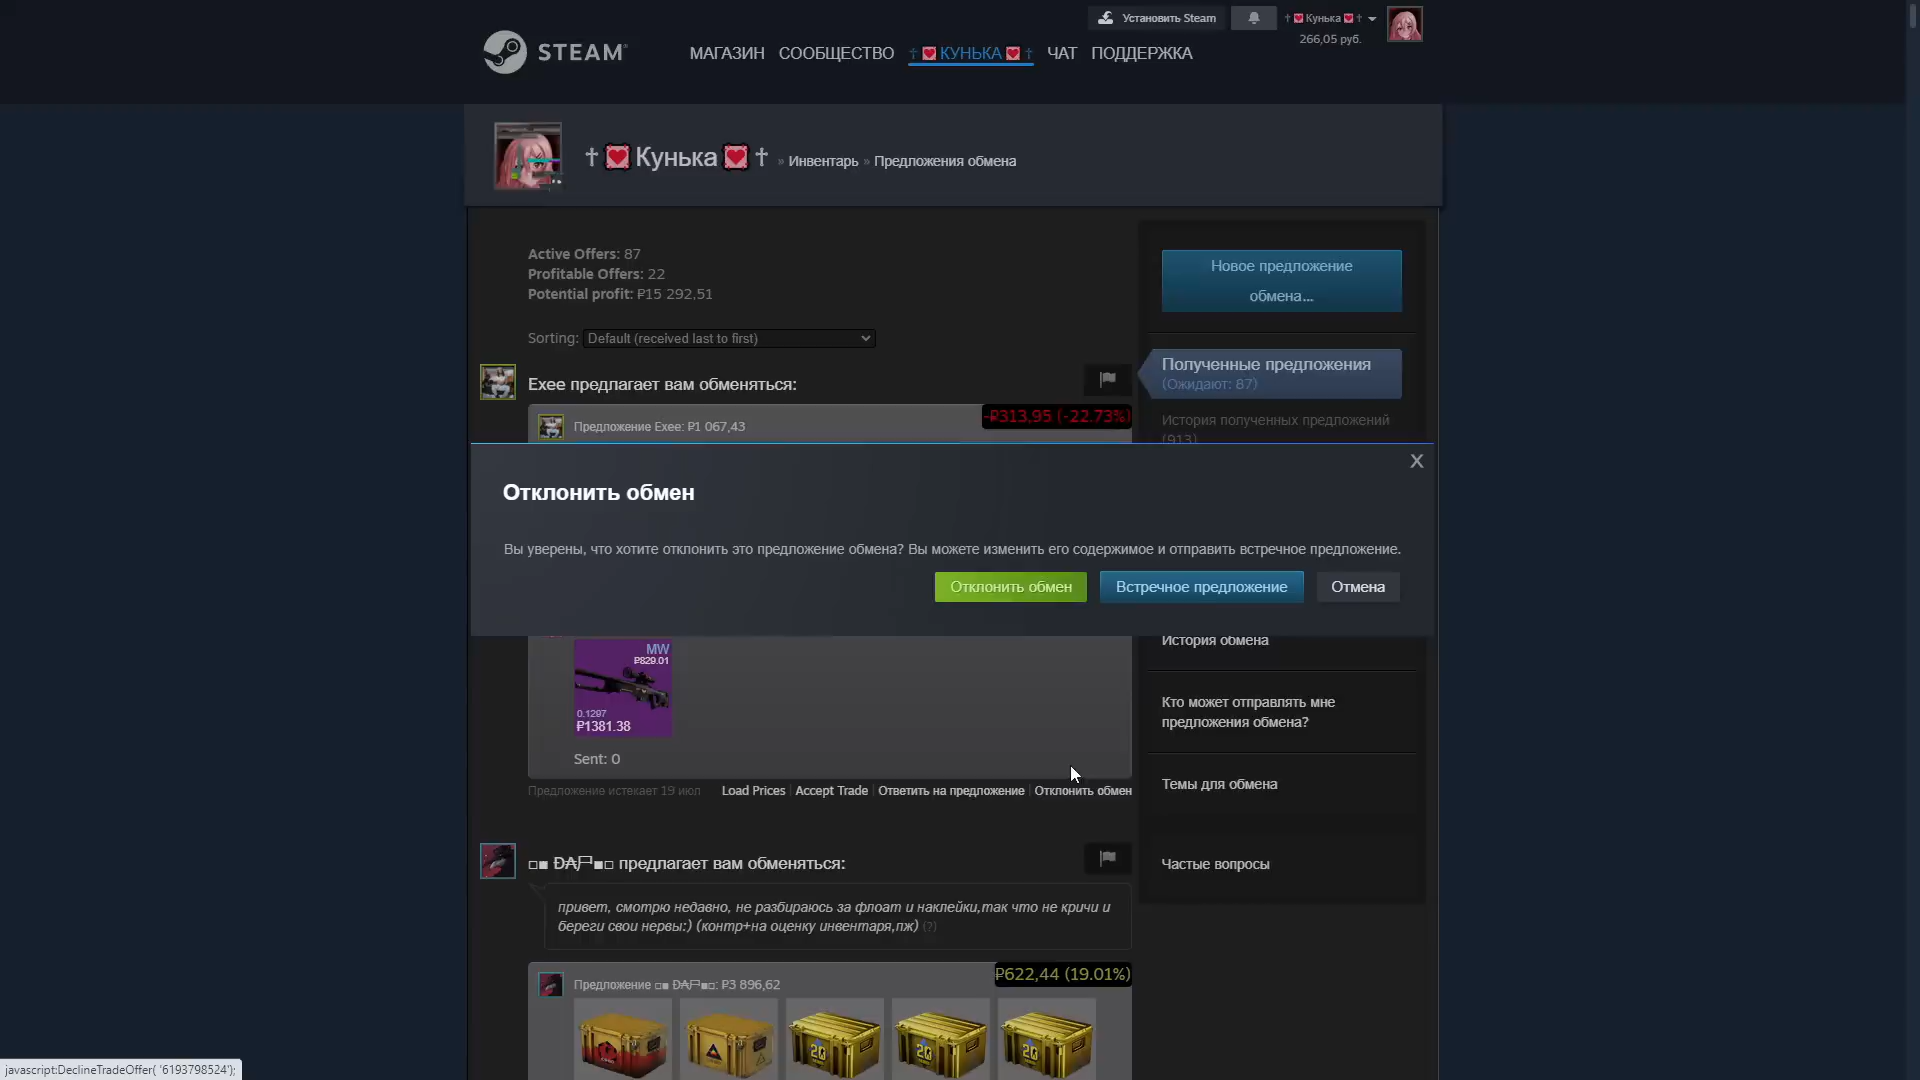 Установить Steam
† Кунька †
266,05 руб.
STEAM
МАГАЗИН СООБЩЕСТВО † КУНЬКА † ЧАТ ПОДДЕРЖКА
† Кунька † » Инвентарь » Предложения обмена
Active Offers: 87
Profitable Offers: 22
Potential profit: ₽15 292,51
Новое предложение
обмена...
Sorting: Default (received last to first)
Полученные предложения
(Ожидают: 87)
Exee предлагает вам обменяться:
-₽313,95 (-22.73%)
Предложение Exee: ₽1 067,43
История полученных предложений
(913)
X
Отклонить обмен
Вы уверены, что хотите отклонить это предложение обмена? Вы можете изменить его содержимое и отправить встречное предложение.
Отклонить обмен Встречное предложение Отмена
История обмена
MW
₽829.01
0.1297
₽1381.38
Sent: 0
Кто может отправлять мне
предложения обмена?
Предложение истекает 19 июл Load Prices | Accept Trade | Ответить на предложение | Отклонить обмен
Темы для обмена
предлагает вам обменяться:
Частые вопросы
привет, смотрю недавно, не разбираюсь за флоат и наклейки,так что не кричи и
береги свои нервы:) (контр+на оценку инвентаря,пж) (?)
₽622,44 (19.01%)
Предложение : ₽3 896,62
javascript:DeclineTradeOffer( '6193798524');